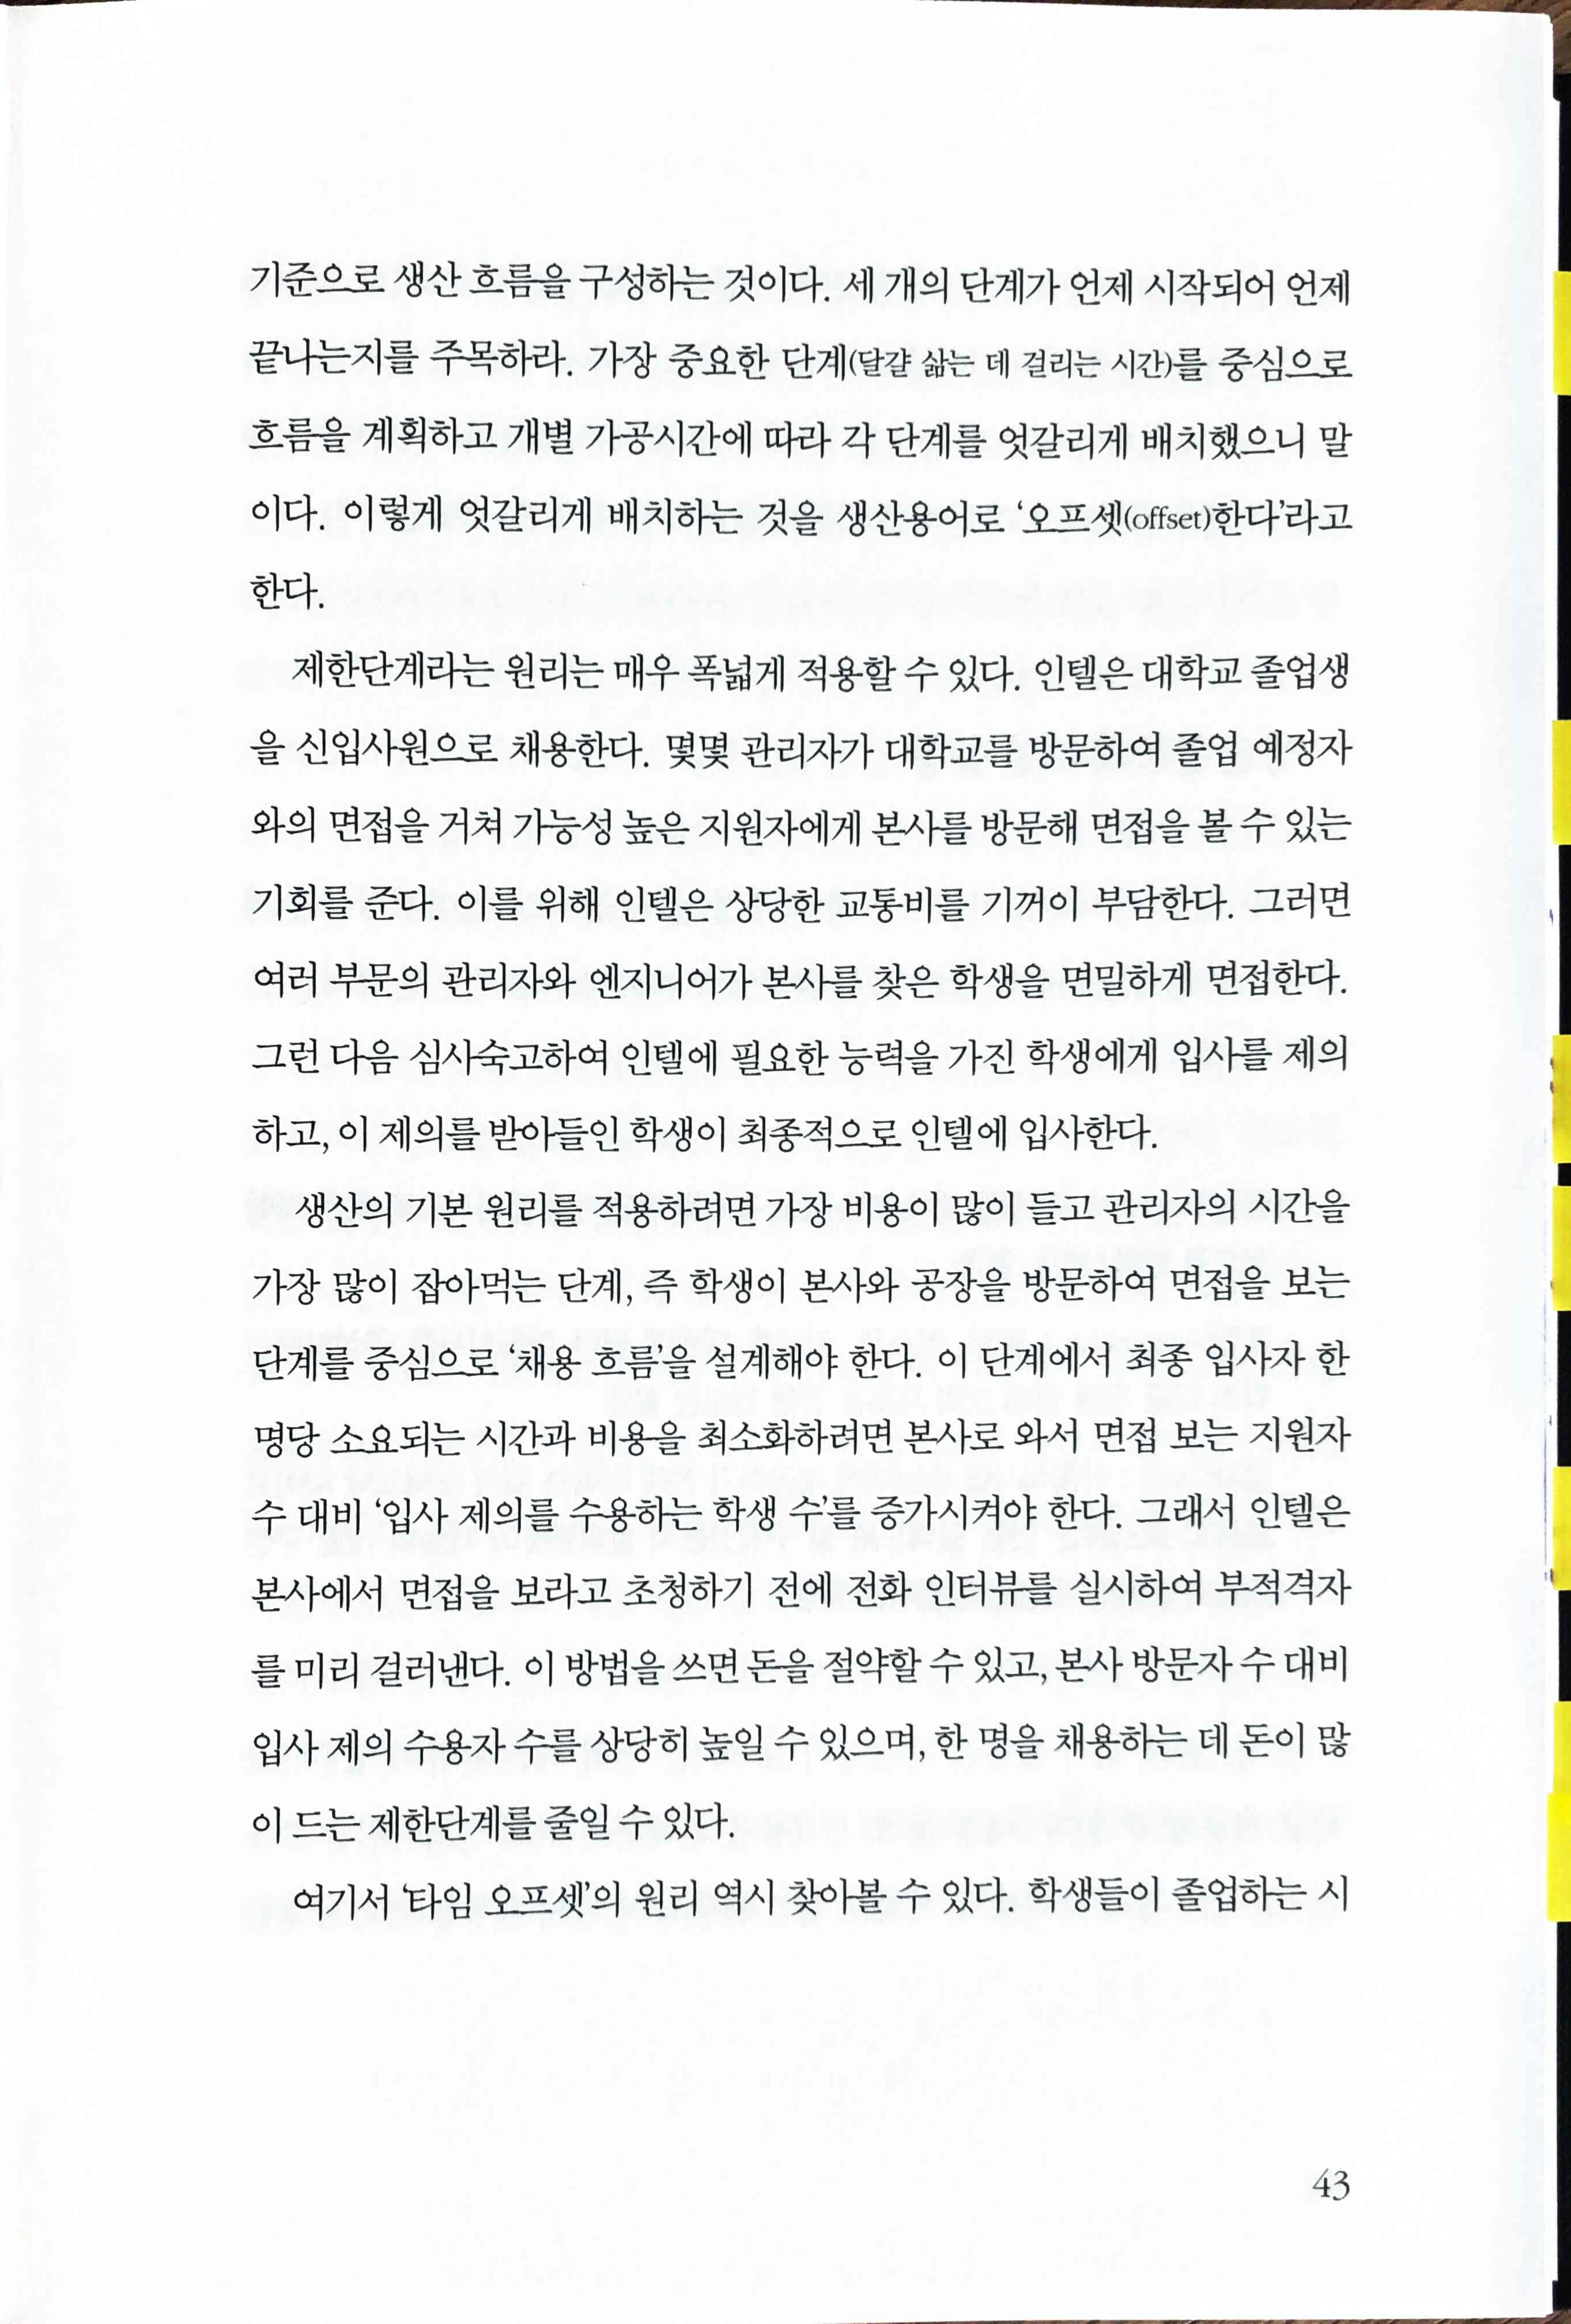 기준으로 생산 흐름을 구성하는 것이다. 세 개의 단계가 언제 시작되어 언제
끝나는지를 주목하라. 가장 중요한 단계(달걀 삶는 데 걸리는 시간)를 중심으로
흐름을 계획하고 개별 가공시간에 따라 각 단계를 엇갈리게 배치했으니 말
이다. 이렇게 엇갈리게 배치하는 것을 생산용어로 ‘오프셋(offset)한다’라고
한다.
제한단계라는 원리는 매우 폭넓게 적용할 수 있다. 인텔은 대학교 졸업생
을 신입사원으로 채용한다. 몇몇 관리자가 대학교를 방문하여 졸업 예정자
와의 면접을 거쳐 가능성 높은 지원자에게 본사를 방문해 면접을 볼 수 있는
기회를 준다. 이를 위해 인텔은 상당한 교통비를 기꺼이 부담한다. 그러면
여러 부문의 관리자와 엔지니어가 본사를 찾은 학생을 면밀하게 면접한다.
그런 다음 심사숙고하여 인텔에 필요한 능력을 가진 학생에게 입사를 제의
하고, 이 제의를 받아들인 학생이 최종적으로 인텔에 입사한다.
생산의 기본 원리를 적용하려면 가장 비용이 많이 들고 관리자의 시간을
가장 많이 잡아먹는 단계, 즉 학생이 본사와 공장을 방문하여 면접을 보는
단계를 중심으로 ‘채용 흐름’을 설계해야 한다. 이 단계에서 최종 입사자 한
명당 소요되는 시간과 비용을 최소화하려면 본사로 와서 면접 보는 지원자
수 대비 ‘입사 제의를 수용하는 학생 수’를 증가시켜야 한다. 그래서 인텔은
본사에서 면접을 보라고 초청하기 전에 전화 인터뷰를 실시하여 부적격자
를 미리 걸러낸다. 이 방법을 쓰면 돈을 절약할 수 있고, 본사 방문자 수 대비
입사 제의 수용자 수를 상당히 높일 수 있으며, 한 명을 채용하는 데 돈이 많
이 드는 제한단계를 줄일 수 있다.
여기서 ‘타임 오프셋’의 원리 역시 찾아볼 수 있다. 학생들이 졸업하는 시
43